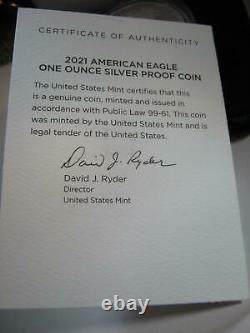 CERTIFICATE OF AUTHENTICITY
2021 AMERICAN EAGLE
ONE OUNCE SILVER PROOF COIN
The United States Mint certifies that this
is a genuine coin, minted and issued in
accordance with Public Law 99-61. This coin
was minted by the United States Mint and is
legal tender of the United States.
David J. Ryder
David J. Ryder
Director
United States Mint
thumbtees.com